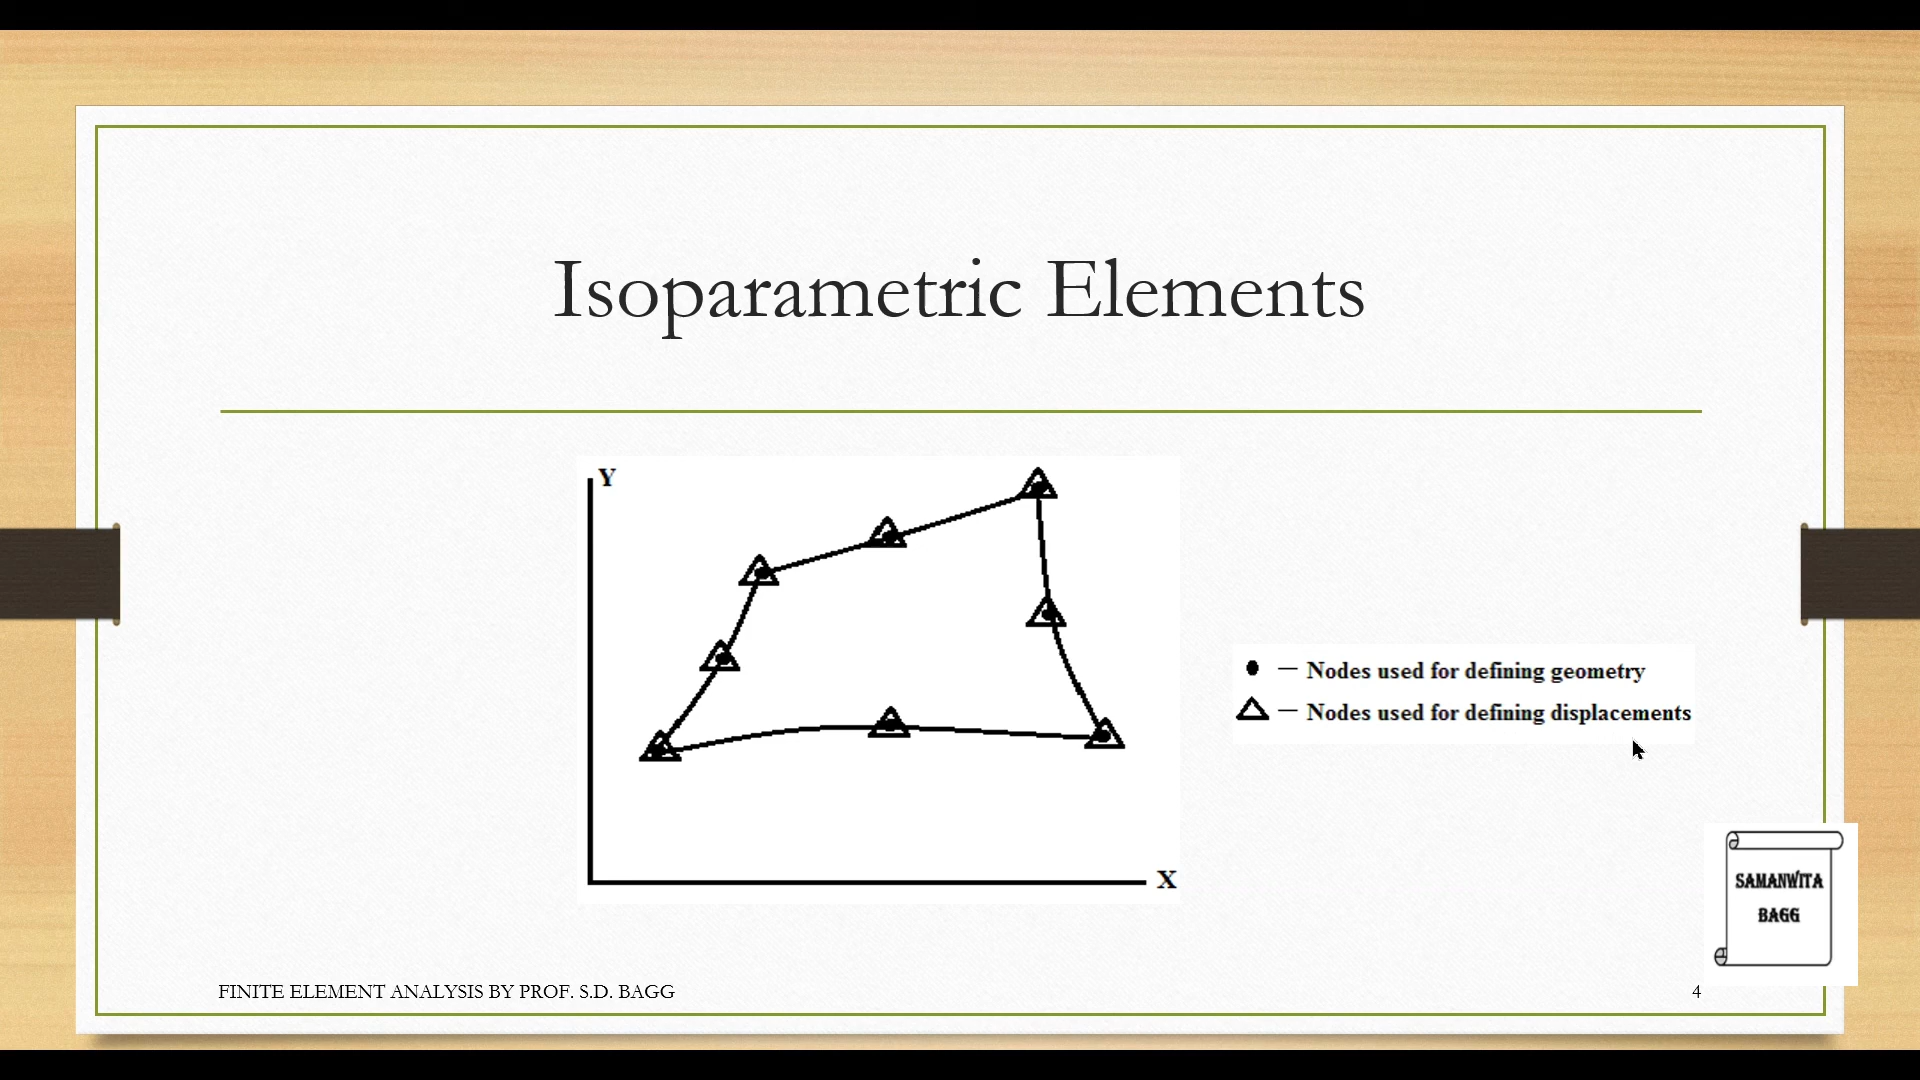 Isoparametric Elements
Y
X
— Nodes used for defining geometry
— Nodes used for defining displacements
SAMANWITA
BAGG
FINITE ELEMENT ANALYSIS BY PROF. S.D. BAGG
4